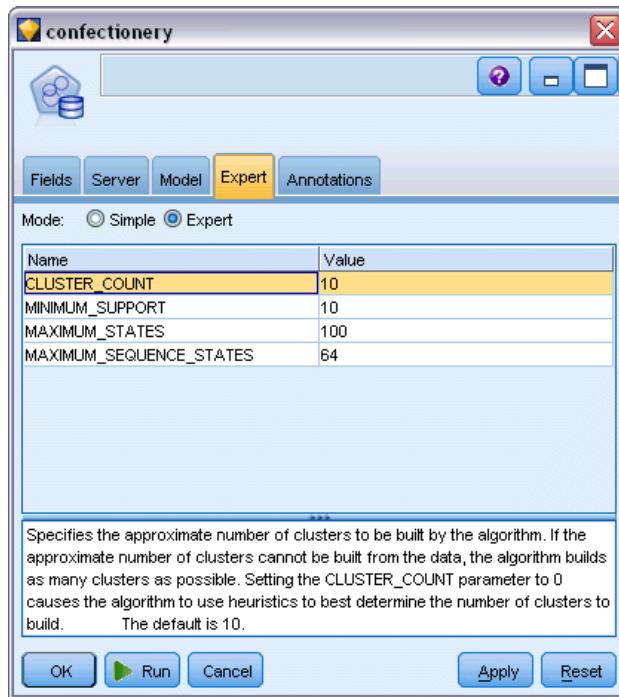 confectionery
Fields Server Model Expert Annotations
Mode: Simple Expert
Name Value
CLUSTER_COUNT 10
MINIMUM_SUPPORT 10
MAXIMUM_STATES 100
MAXIMUM_SEQUENCE_STATES 64
Specifies the approximate number of clusters to be built by the algorithm. If the
approximate number of clusters cannot be built from the data, the algorithm builds
as many clusters as possible. Setting the CLUSTER_COUNT parameter to 0
causes the algorithm to use heuristics to best determine the number of clusters to
build. The default is 10.
OK Run Cancel Apply Reset